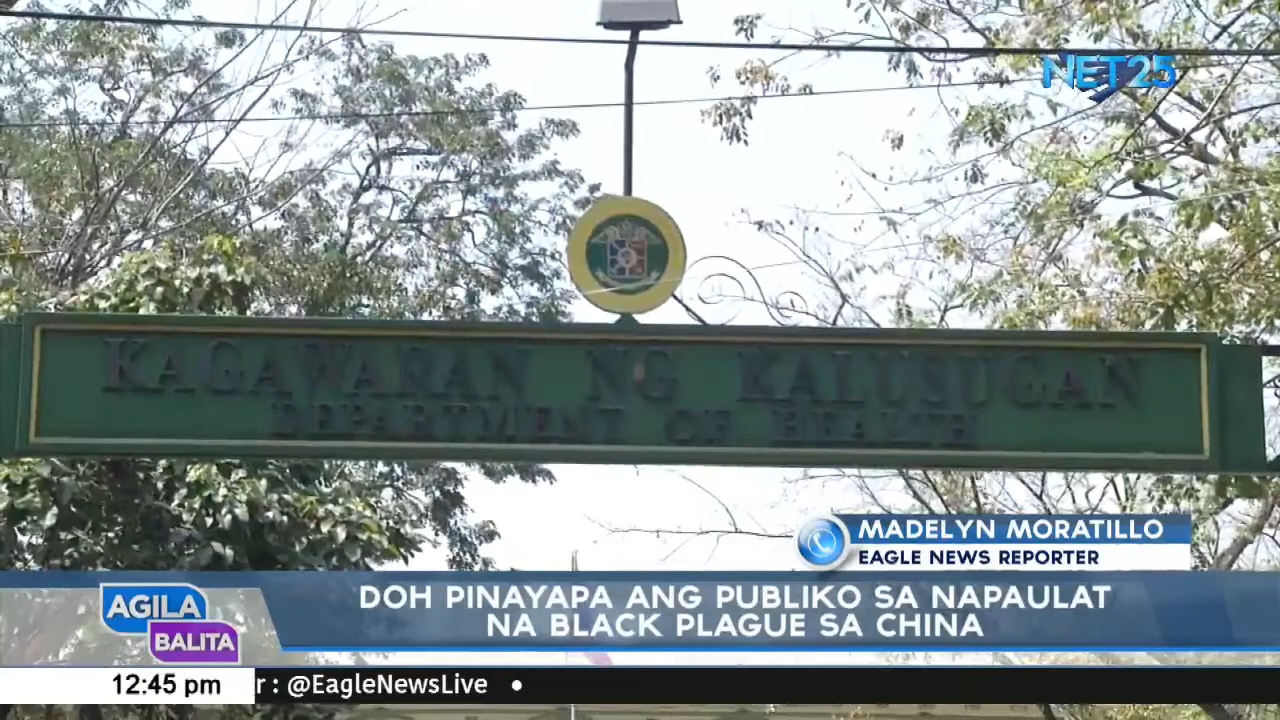 NET25
KAGAWARAN NG KALUSUGAN
DEPARTMENT OF HEALTH
MADELYN MORATILLO
EAGLE NEWS REPORTER
DOH PINAYAPA ANG PUBLIKO SA NAPAULAT
NA BLACK PLAGUE SA CHINA
AGILA
BALITA
12:45 pm
r : @EagleNewsLive •